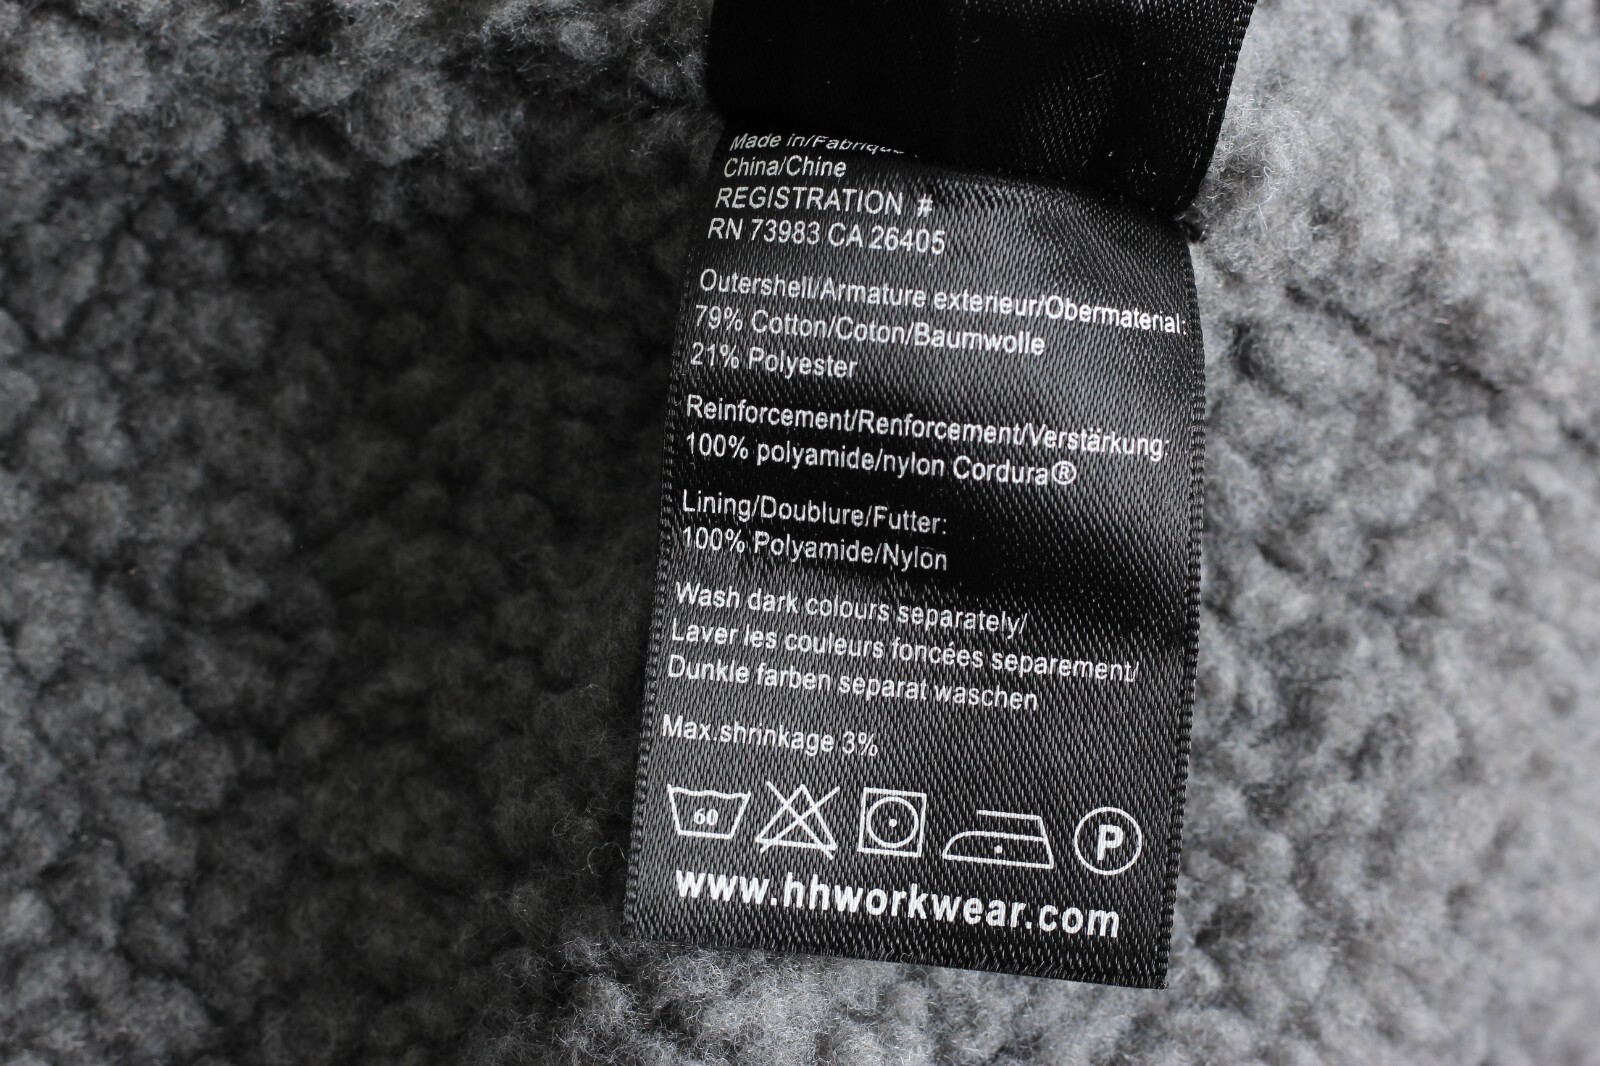 Made in/Fabrique
China/Chine
REGISTRATION #
RN 73983 CA 26405
Outershell/Armature exterieur/Obermaterial:
79% Cotton/Coton/Baumwolle
21% Polyester
Reinforcement/Renforcement/Verstärkung:
100% polyamide/nylon Cordura®
Lining/Doublure/Futter:
100% Polyamide/Nylon
Wash dark colours separately/
Laver les couleurs foncées separement/
Dunkle farben separat waschen
Max.shrinkage 3%
60 P
www.hhworkwear.com